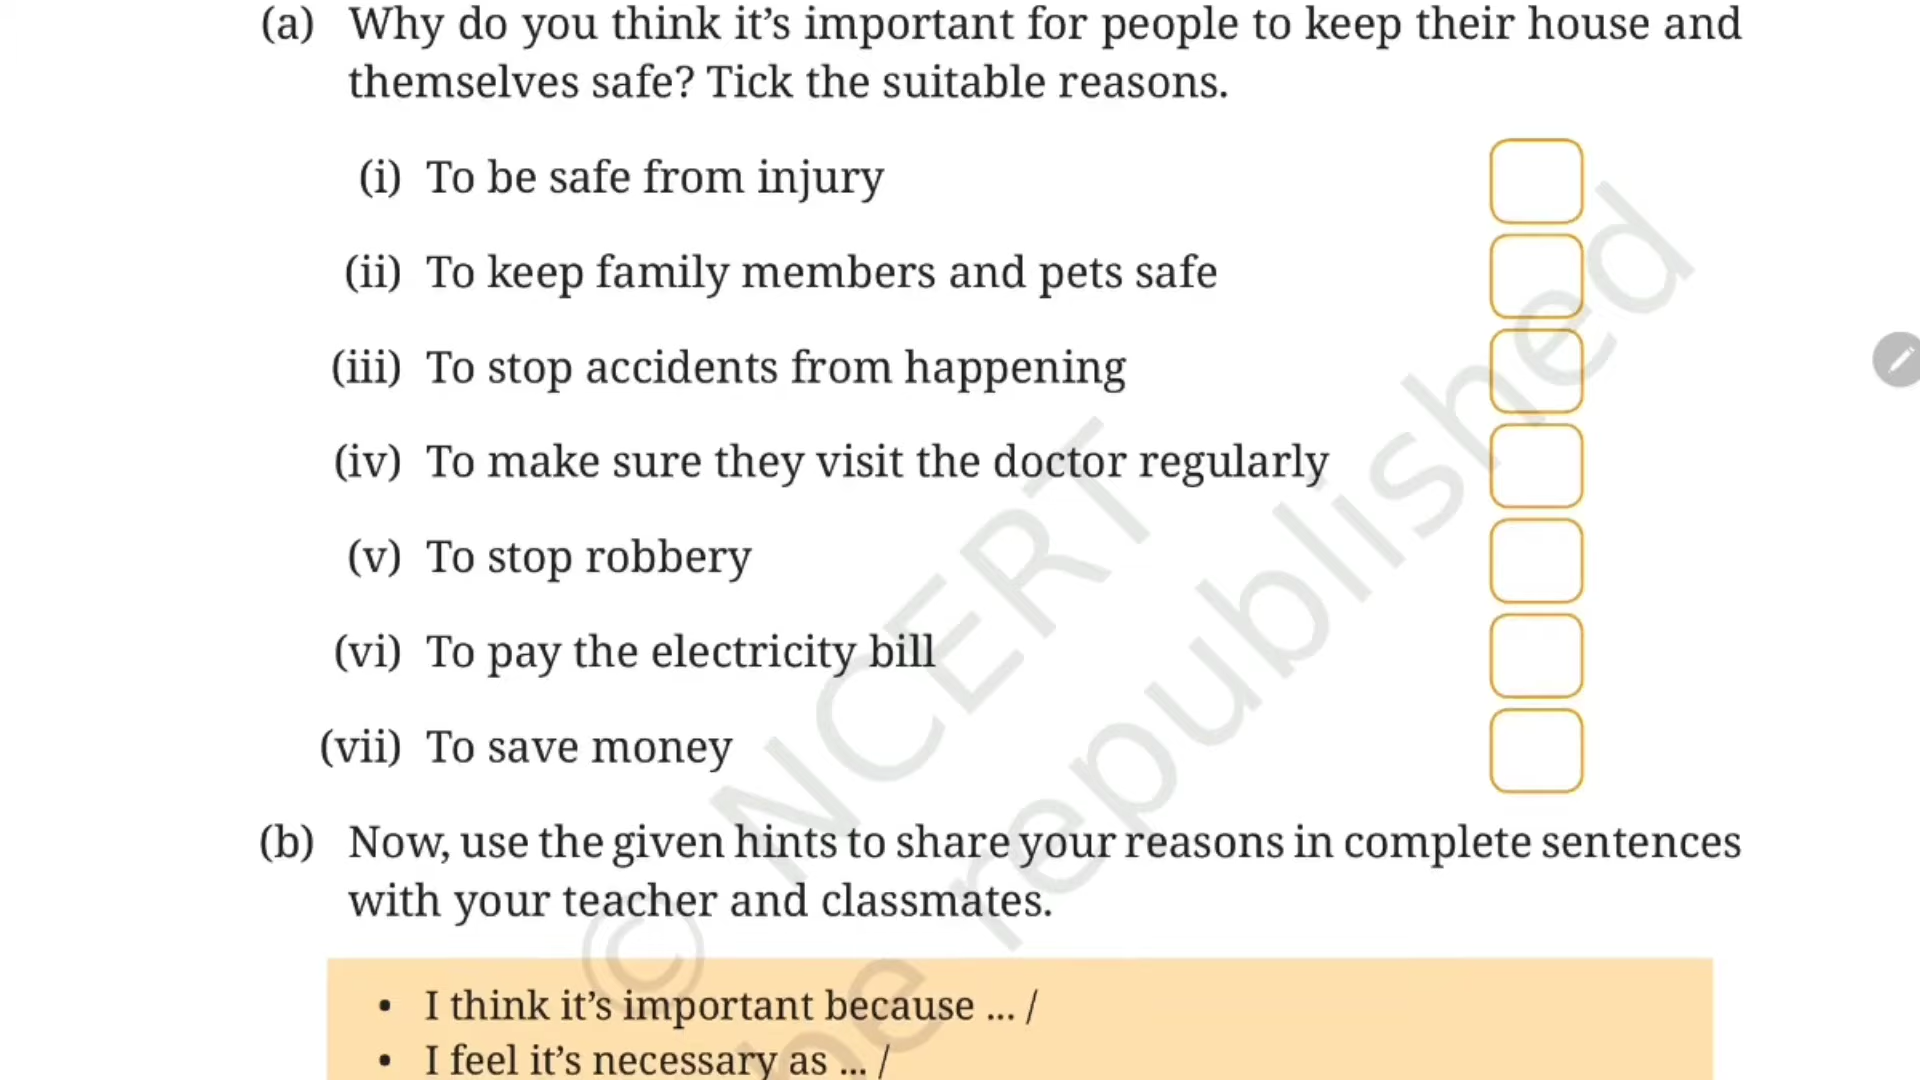 (a) Why do you think it’s important for people to keep their house and
themselves safe? Tick the suitable reasons.
(i) To be safe from injury
(ii) To keep family members and pets safe
(iii) To stop accidents from happening
(iv) To make sure they visit the doctor regularly
(v) To stop robbery
(vi) To pay the electricity bill
(vii) To save money
(b) Now, use the given hints to share your reasons in complete sentences
with your teacher and classmates.
• I think it’s important because ... /
• I feel it’s necessary as ... /
© NCERT
be republished